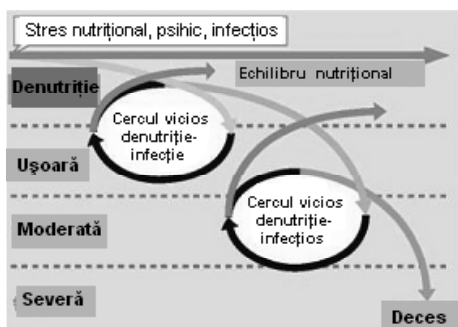 Stres nutrițional, psihic, infecțios
Echilibru nutrițional
Denutriție
Cercul vicios
denutriție-
infecție
Ușoară
Cercul vicios
denutriție-
infecțios
Moderată
Severă
Deces